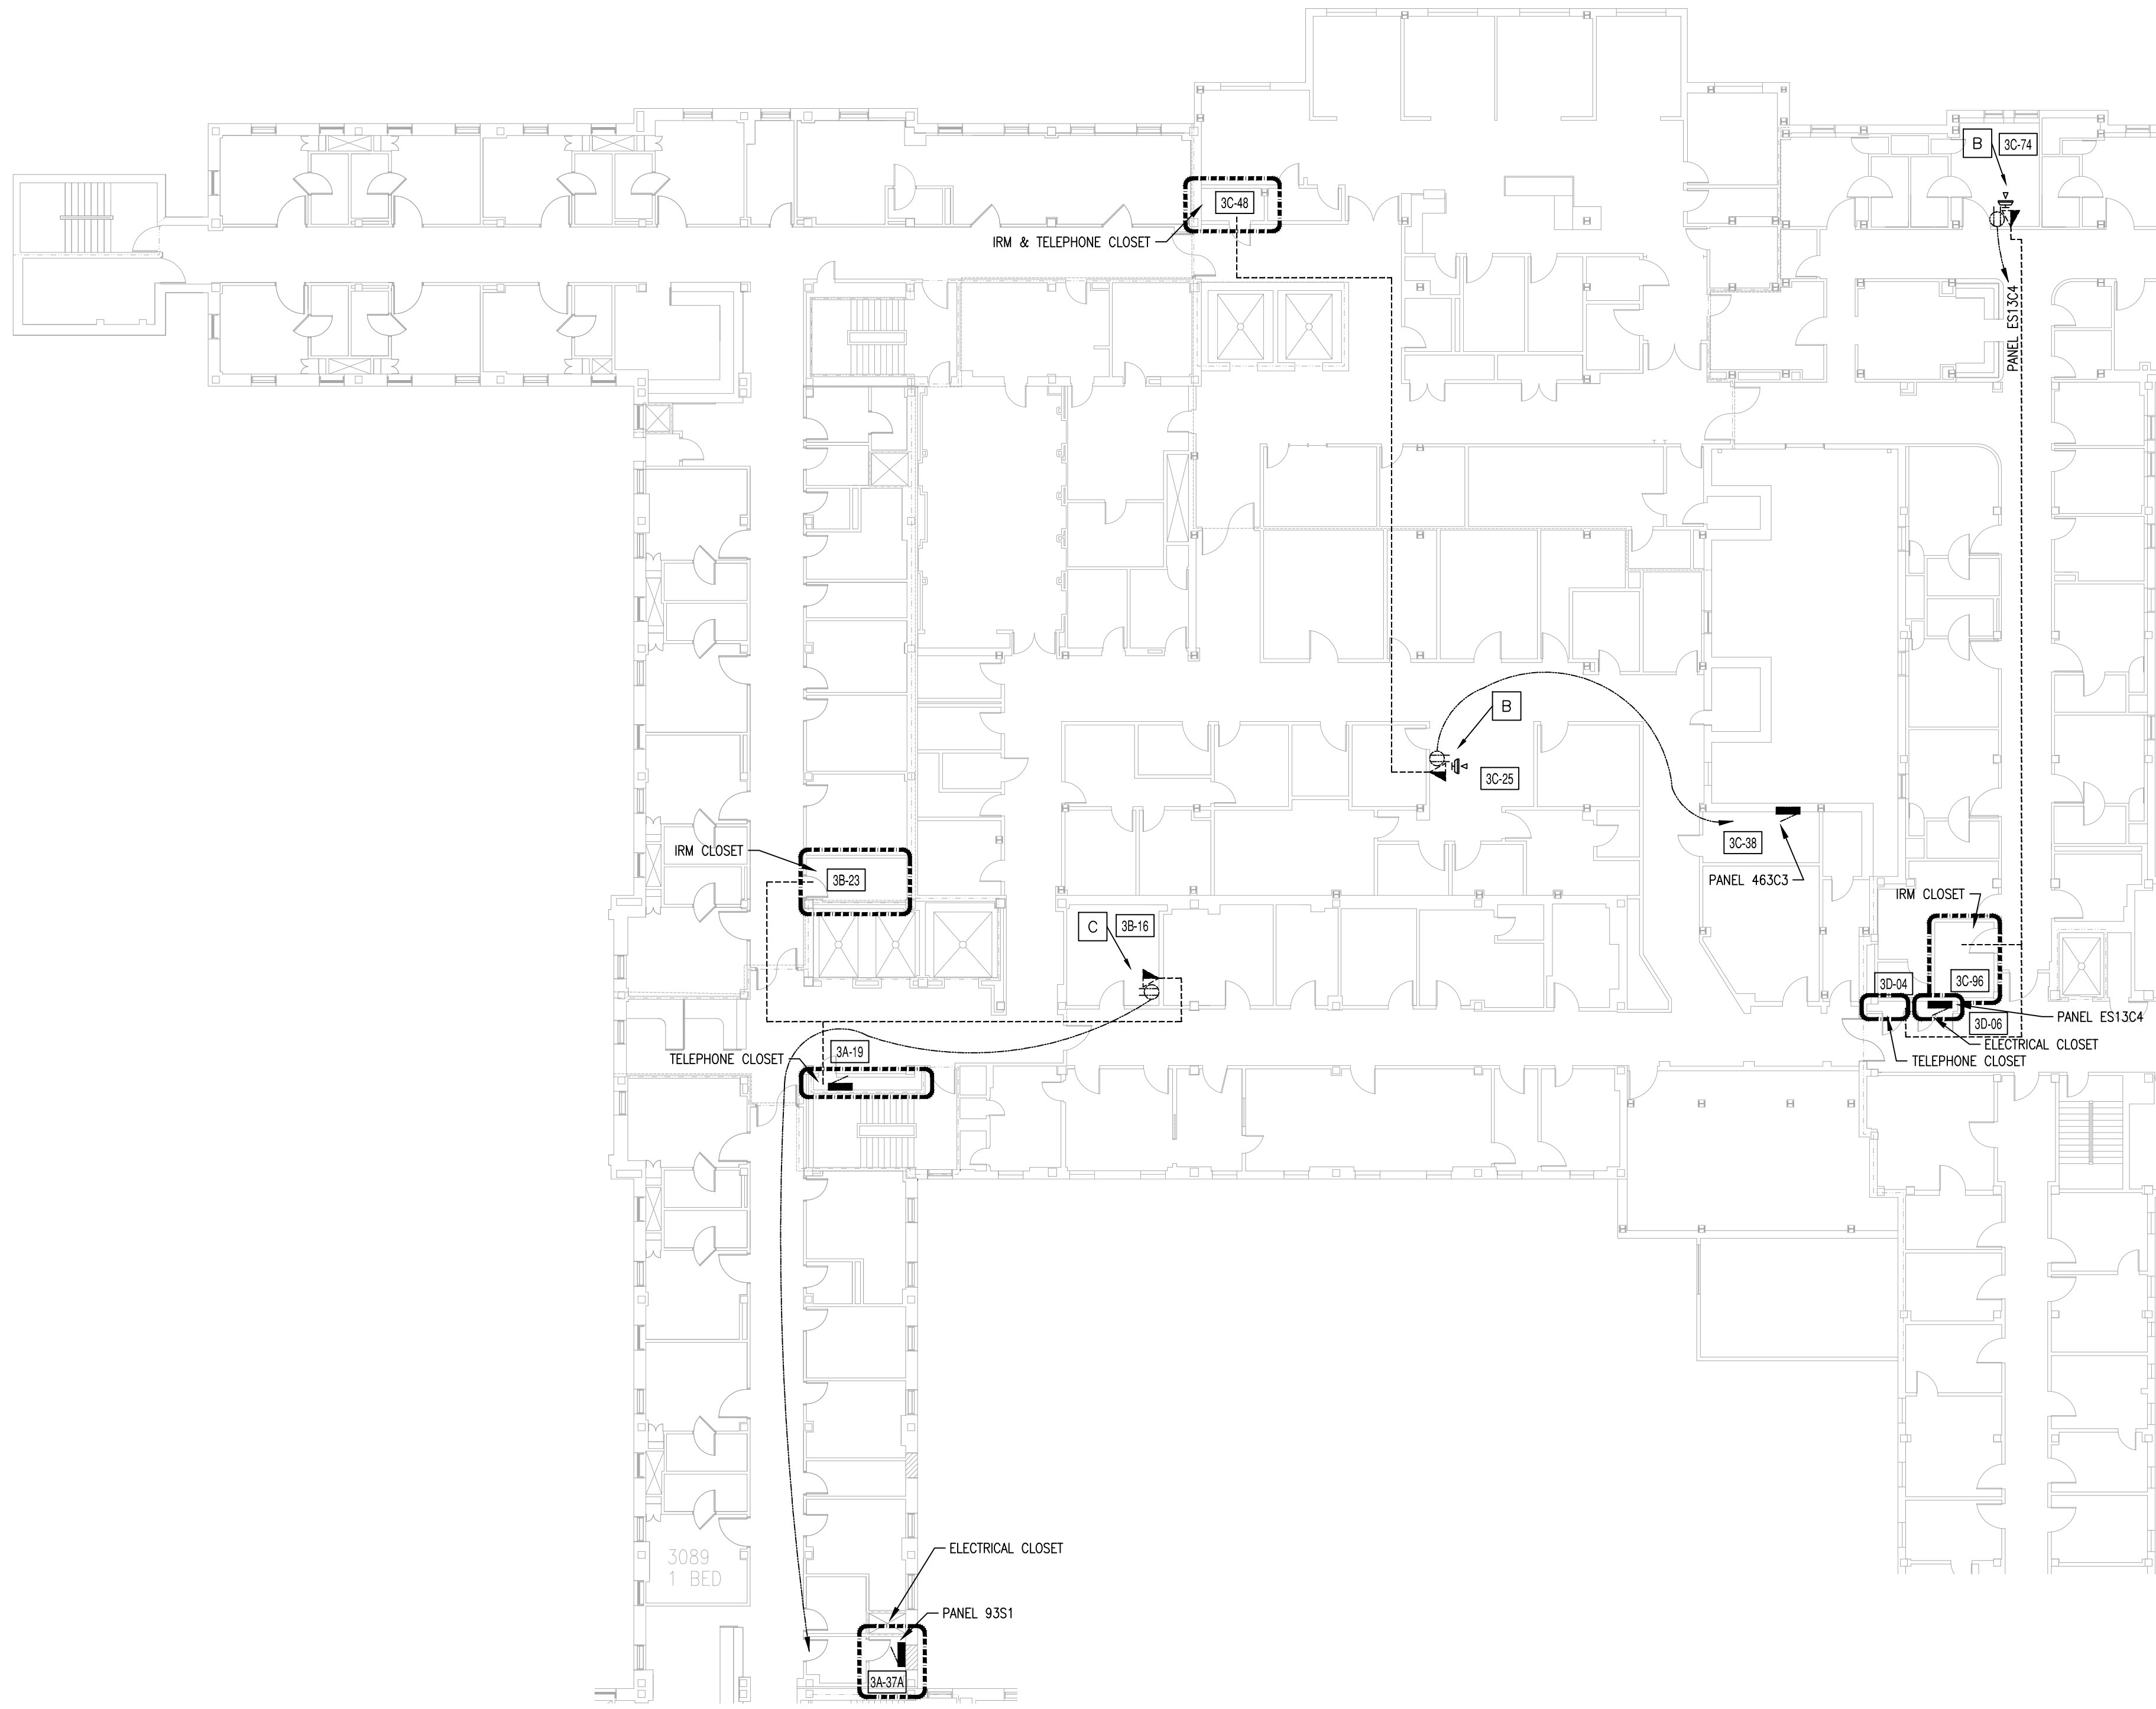 B
3C-74
3C-48
IRM & TELEPHONE CLOSET
PANEL ES13C4
B
3C-25
IRM CLOSET
3B-23
3C-38
PANEL 463C3
IRM CLOSET
C
3B-16
3D-04
3C-96
PANEL ES13C4
3D-06
ELECTRICAL CLOSET
TELEPHONE CLOSET
3A-19
TELEPHONE CLOSET
ELECTRICAL CLOSET
3089
1 BED
PANEL 93S1
3A-37A